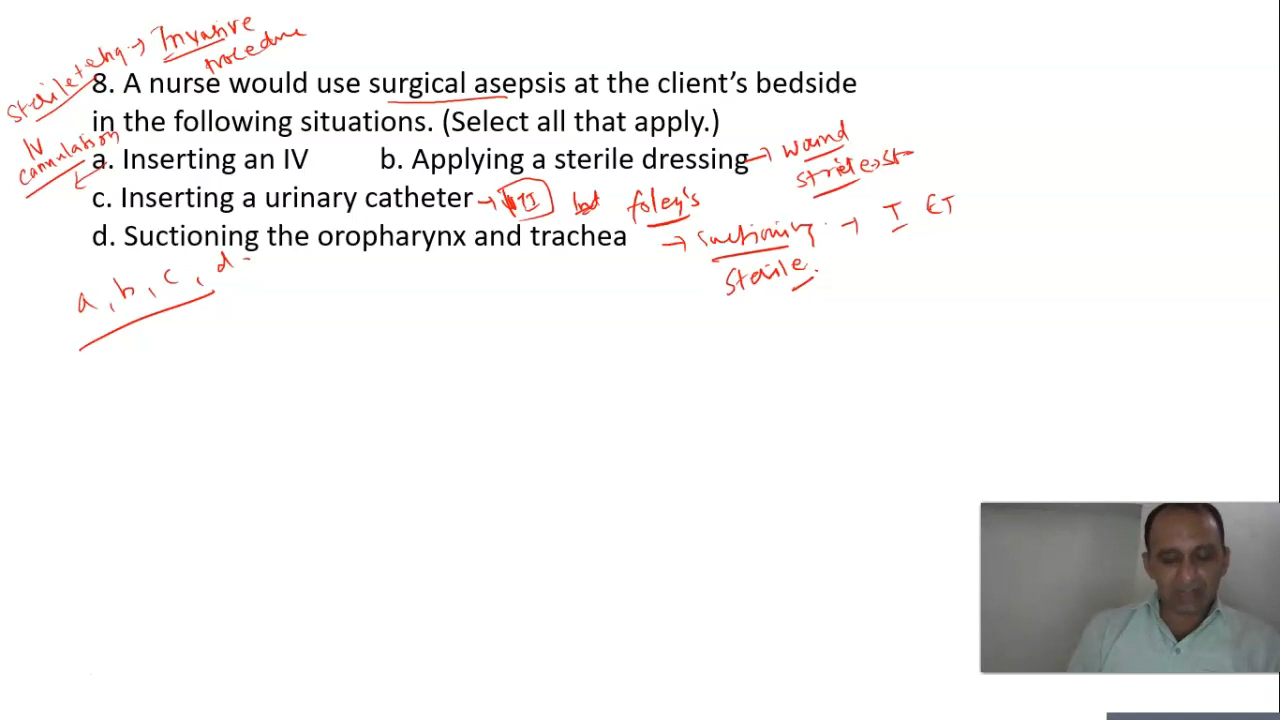 Sterile tehq. → Invasive
procedure
8. A nurse would use surgical asepsis at the client’s bedside
in the following situations. (Select all that apply.)
IV
cannulation
a. Inserting an IV b. Applying a sterile dressing → wound
c. Inserting a urinary catheter → foley's
d. Suctioning the oropharynx and trachea → Suctioning → T ET
Sterile.
a, b, c, d.